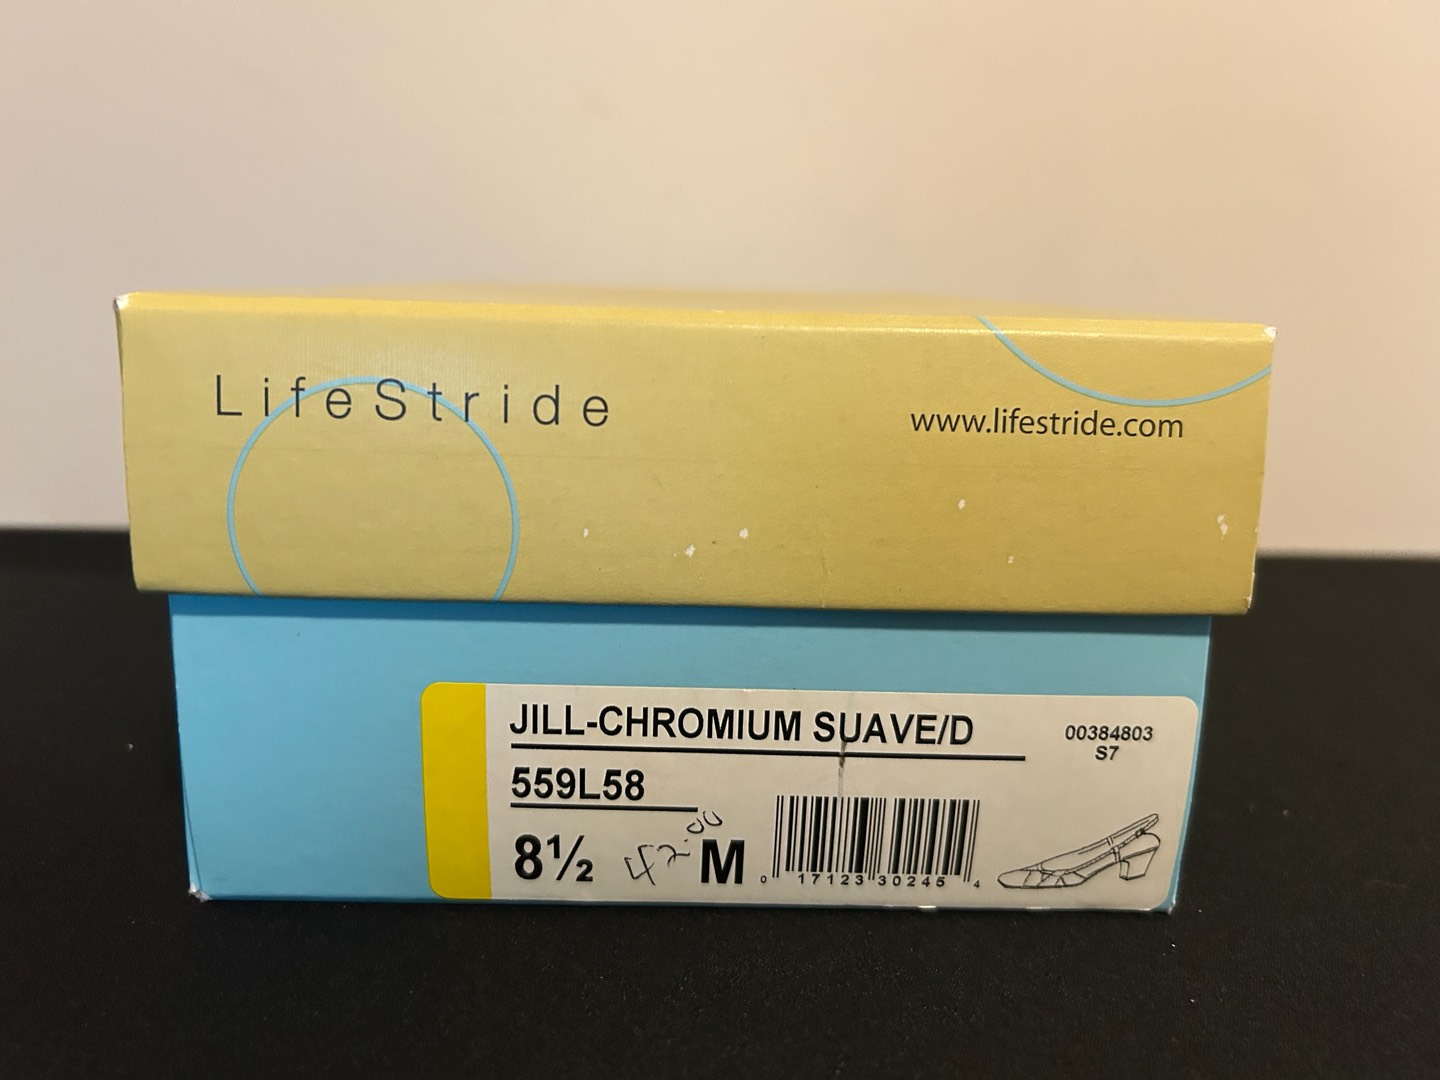 LifeStride
www.lifestride.com
JILL-CHROMIUM SUAVE/D
00384803
S7
559L58
8½
42.00
M
0 17123 30245 4